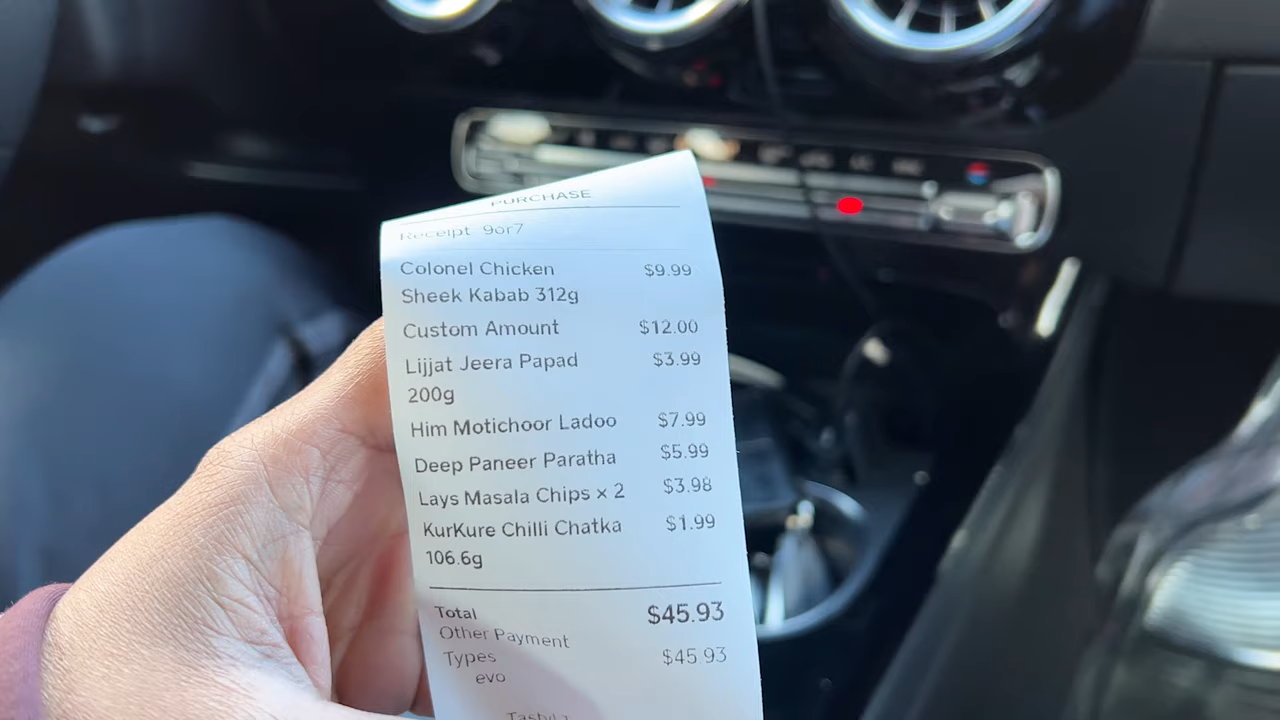 PURCHASE
Receipt 9or7
Colonel Chicken $9.99
Sheek Kabab 312g
Custom Amount $12.00
Lijjat Jeera Papad $3.99
200g
Him Motichoor Ladoo $7.99
Deep Paneer Paratha $5.99
Lays Masala Chips × 2 $3.98
KurKure Chilli Chatka $1.99
106.6g
Total $45.93
Other Payment
Types $45.93
evo